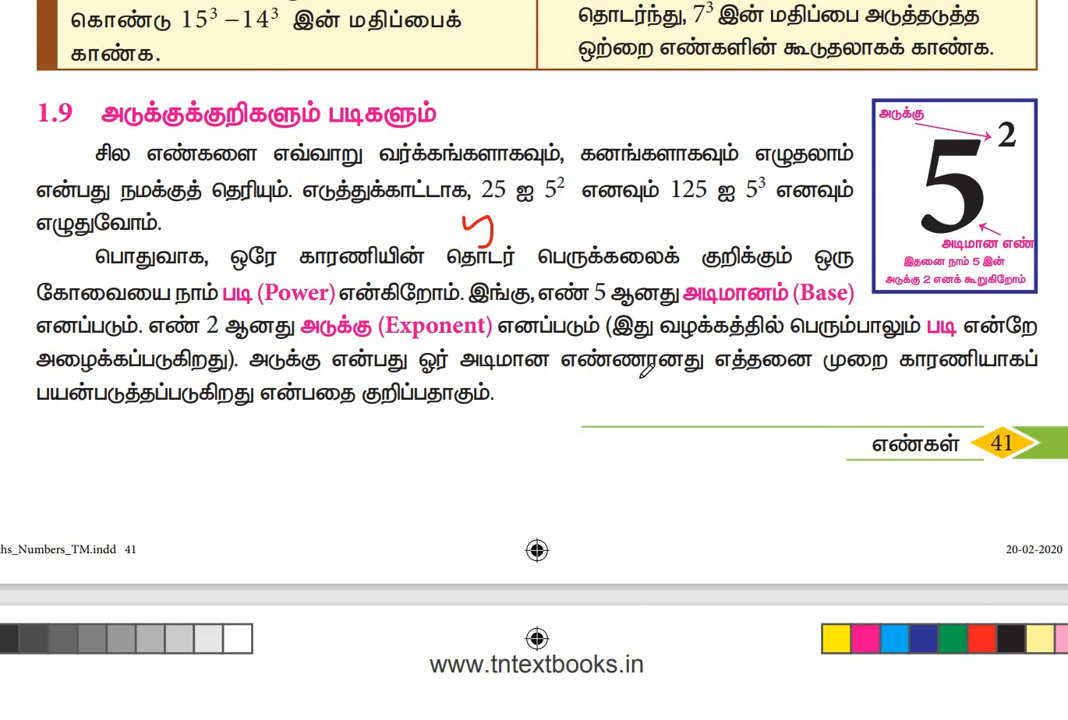 கொண்டு 15³ – 14³ இன் மதிப்பைக்
காண்க.
தொடர்ந்து, 7³ இன் மதிப்பை அடுத்தடுத்த
ஒற்றை எண்களின் கூடுதலாகக் காண்க.
1.9 அடுக்குக்குறிகளும் படிகளும்
சில எண்களை எவ்வாறு வர்க்கங்களாகவும், கனங்களாகவும் எழுதலாம்
என்பது நமக்குத் தெரியும். எடுத்துக்காட்டாக, 25 ஐ 5² எனவும் 125 ஐ 5³ எனவும்
எழுதுவோம்.
பொதுவாக, ஒரே காரணியின் தொடர் பெருக்கலைக் குறிக்கும் ஒரு
கோவையை நாம் படி (Power) என்கிறோம். இங்கு, எண் 5 ஆனது அடிமானம் (Base)
எனப்படும். எண் 2 ஆனது அடுக்கு (Exponent) எனப்படும் (இது வழக்கத்தில் பெரும்பாலும் படி என்றே
அழைக்கப்படுகிறது). அடுக்கு என்பது ஓர் அடிமான எண்ணானது எத்தனை முறை காரணியாகப்
பயன்படுத்தப்படுகிறது என்பதை குறிப்பதாகும்.
அடுக்கு
5²
அடிமான எண்
இதனை நாம் 5 இன்
அடுக்கு 2 எனக் கூறுகிறோம்
எண்கள் 41
ths_Numbers_TM.indd 41
20-02-2020
www.tntextbooks.in